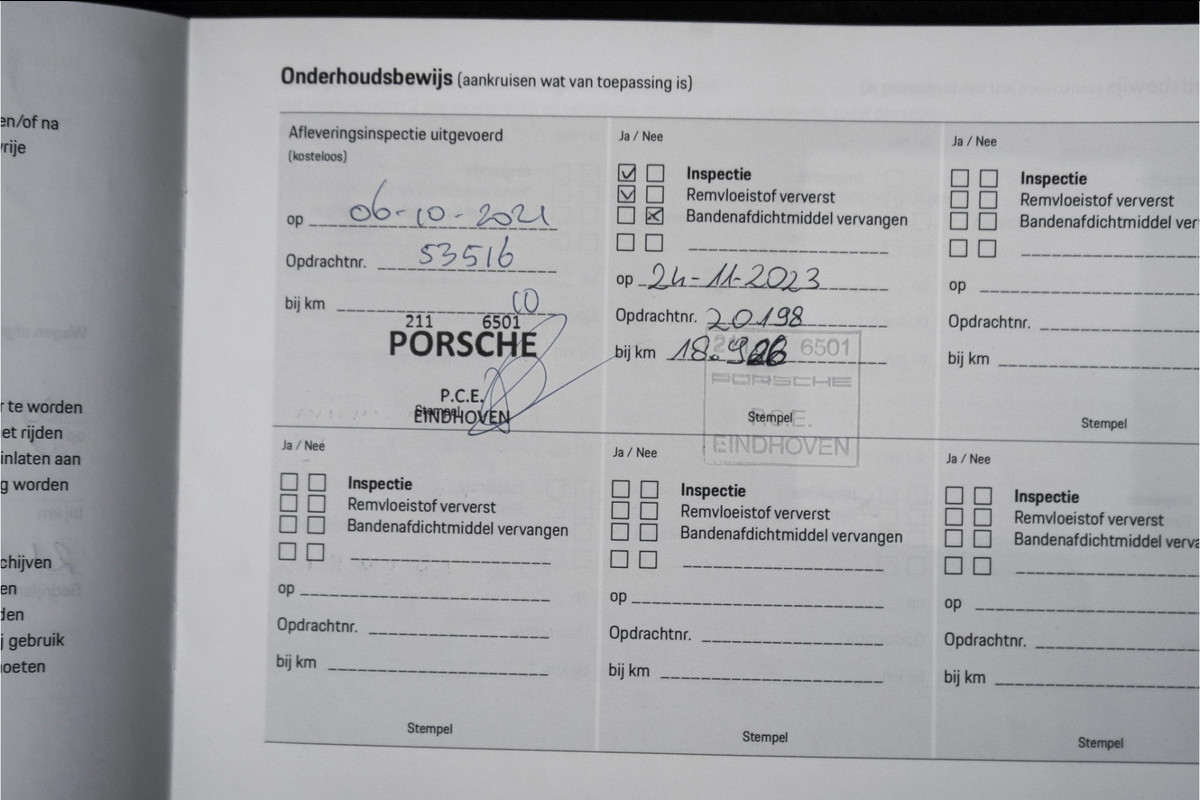 en/of na
rije
r te worden
et rijden
inlaten aan
g worden
chijven
en
den
j gebruik
oeten
Onderhoudsbewijs (aankruisen wat van toepassing is)
Afleveringsinspectie uitgevoerd
(kosteloos)
op 06-10-2021
Opdrachtnr. 53516
bij km 10
211 6501
PORSCHE
P.C.E.
Stempel
EINDHOVEN
Ja / Nee
Inspectie
Remvloeistof ververst
Bandenafdichtmiddel vervangen
op 24-11-2023
Opdrachtnr. 20198
bij km
6501
PORSCHE
P.C.E.
Stempel
EINDHOVEN
Ja / Nee
Inspectie
Remvloeistof ververst
Bandenafdichtmiddel ver
op
Opdrachtnr.
bij km
Stempel
Ja / Nee
Inspectie
Remvloeistof ververst
Bandenafdichtmiddel vervangen
op
Opdrachtnr.
bij km
Stempel
Ja / Nee
Inspectie
Remvloeistof ververst
Bandenafdichtmiddel vervangen
op
Opdrachtnr.
bij km
Stempel
Ja / Nee
Inspectie
Remvloeistof ververst
Bandenafdichtmiddel verva
op
Opdrachtnr.
bij km
Stempel